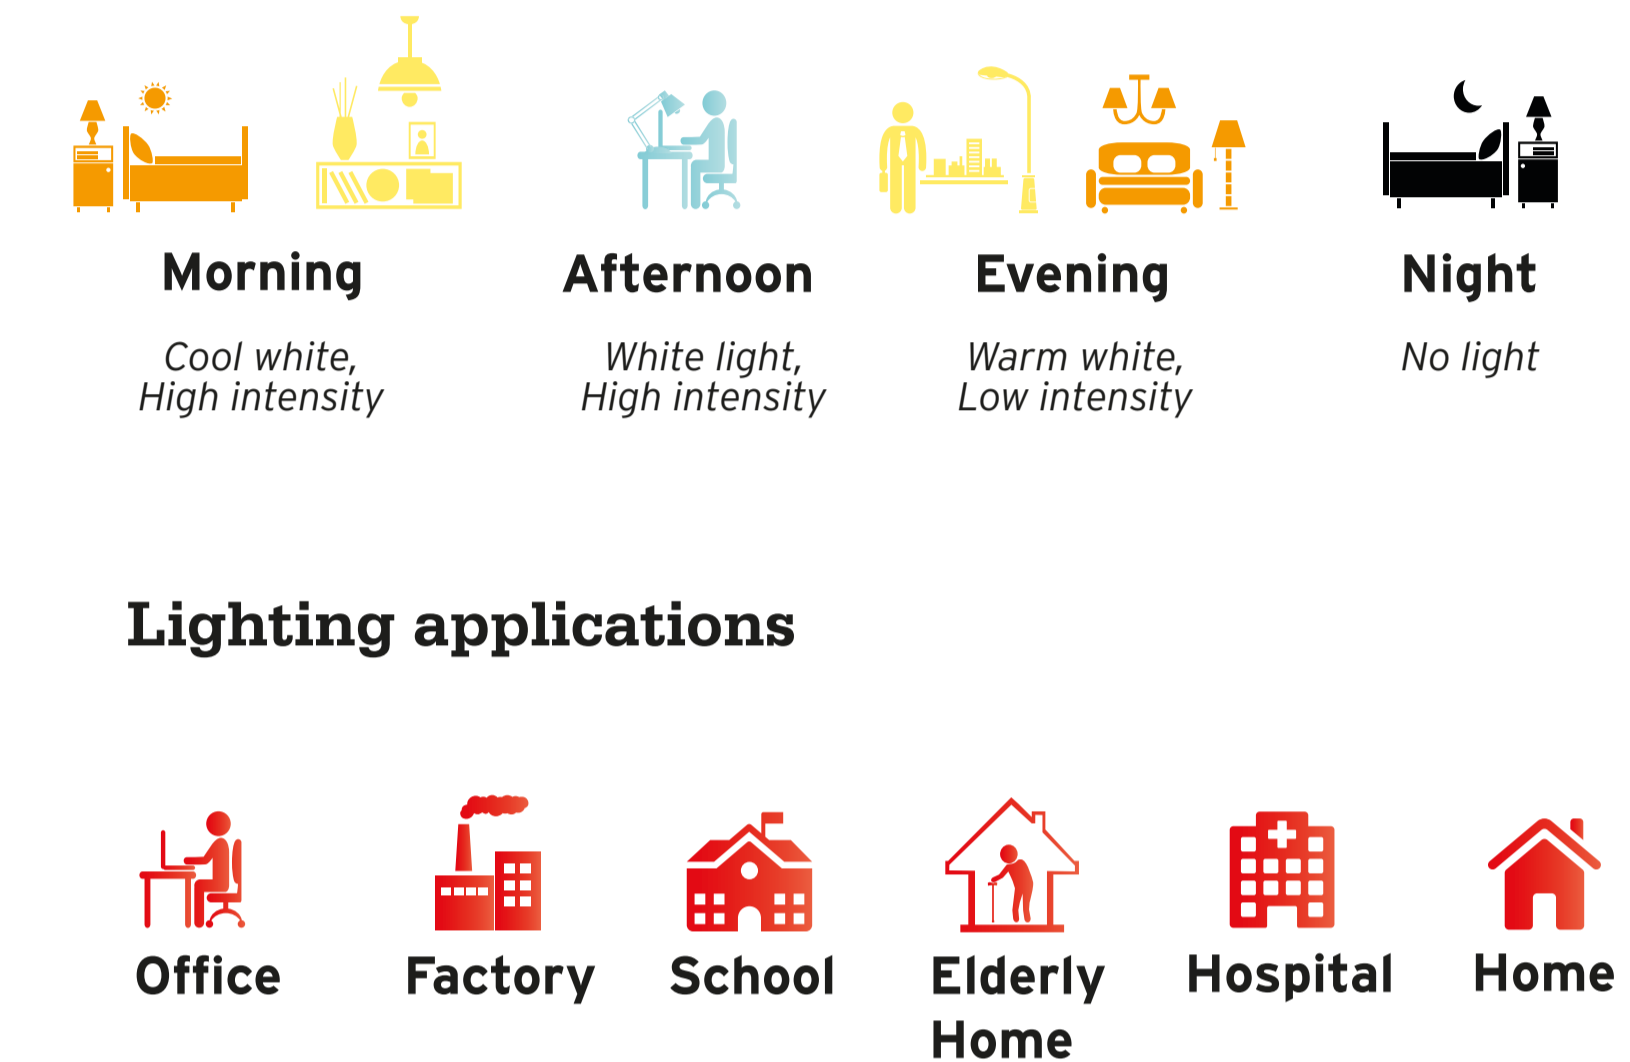 Morning
Afternoon
Evening
Night
Cool white,
High intensity
White light,
High intensity
Warm white,
Low intensity
No light
Lighting applications
Office
Factory
School
Elderly
Home
Hospital
Home